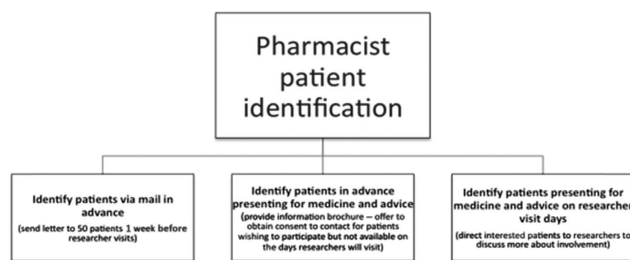 Pharmacist
patient
identification
Identify patients via mail in
advance
(send letter to 50 patients 1 week before
researcher visits)
Identify patients in advance
presenting for medicine and advice
(provide information brochure – offer to
obtain consent to contact for patients
wishing to participate but not available on
the days researchers will visit)
Identify patients presenting for
medicine and advice on researcher
visit days
(direct interested patients to researchers to
discuss more about involvement)